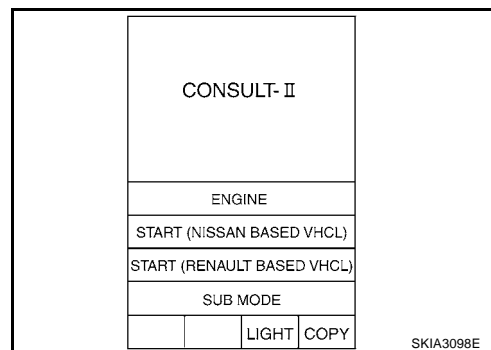 CONSULT-II
ENGINE
START (NISSAN BASED VHCL)
START (RENAULT BASED VHCL)
SUB MODE
LIGHT COPY
SKIA3098E